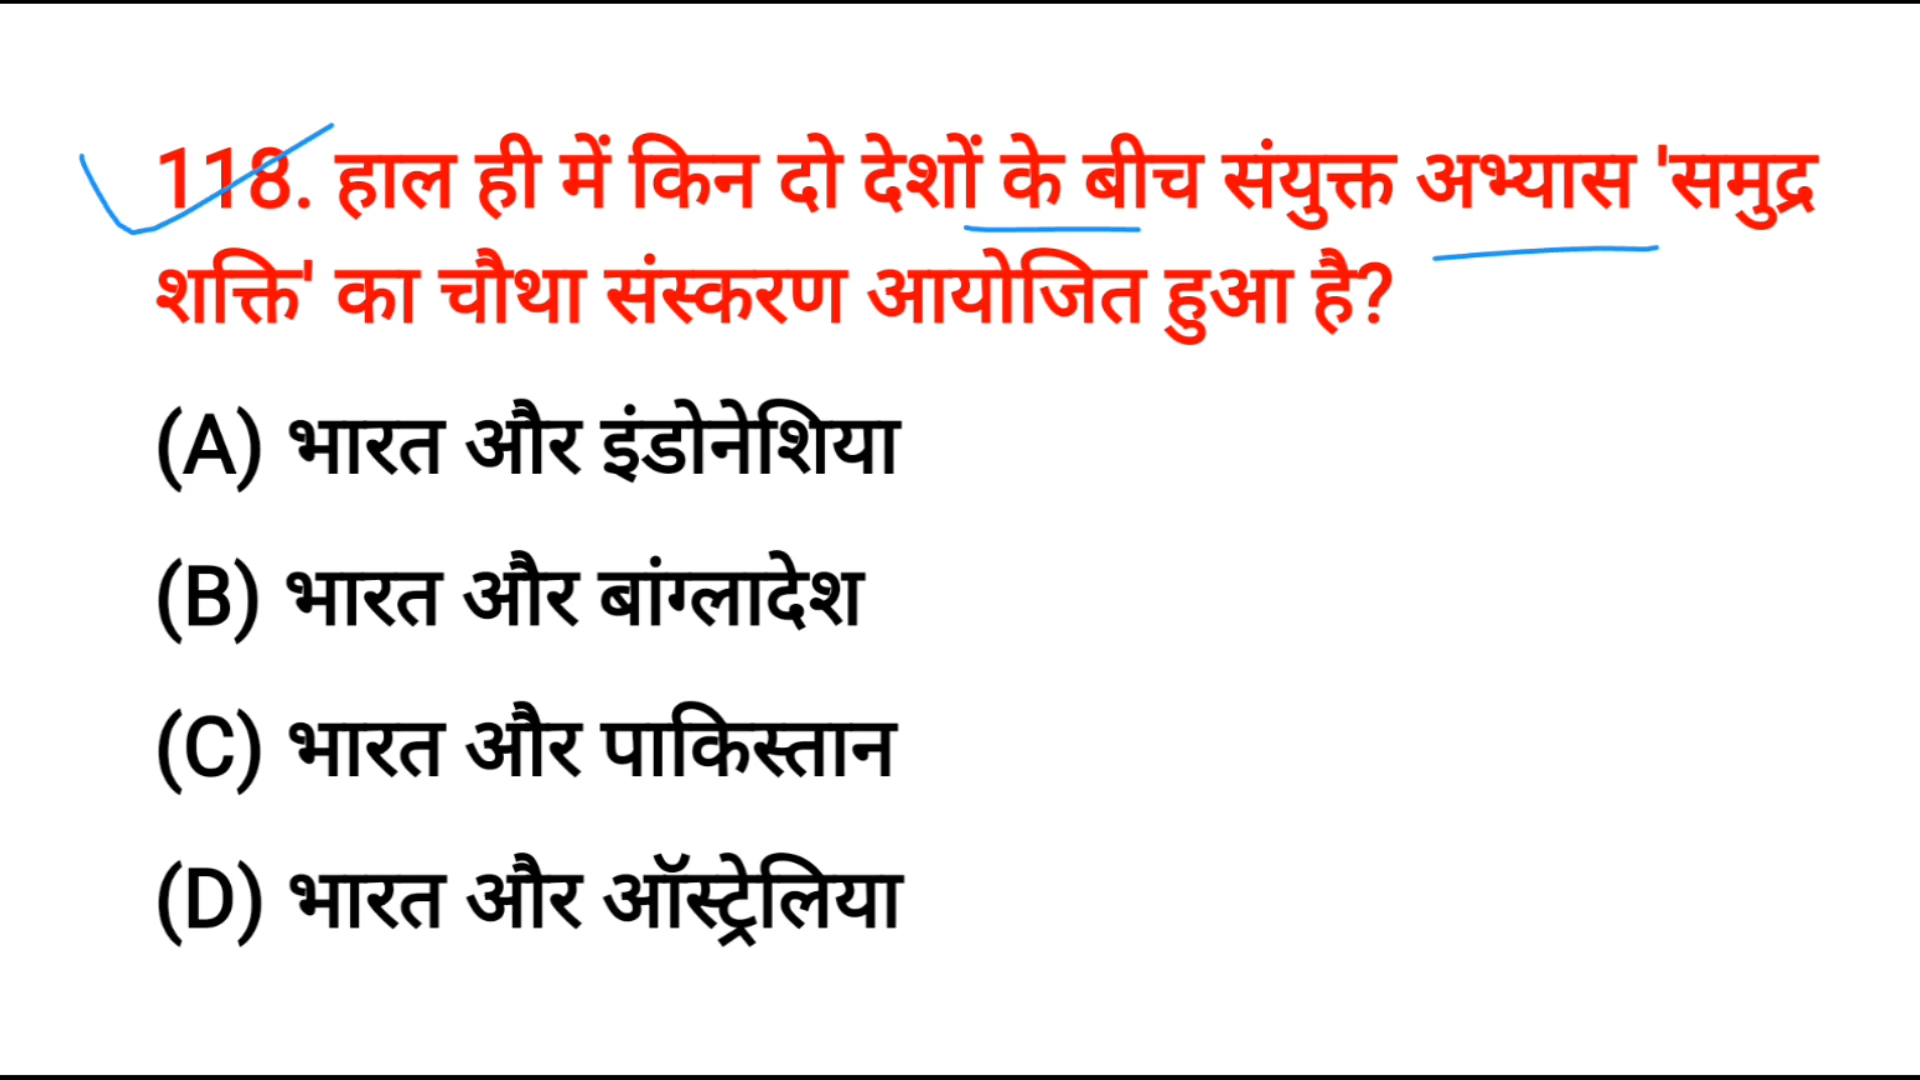 118. हाल ही में किन दो देशों के बीच संयुक्त अभ्यास 'समुद्र
शक्ति' का चौथा संस्करण आयोजित हुआ है?
(A) भारत और इंडोनेशिया
(B) भारत और बांग्लादेश
(C) भारत और पाकिस्तान
(D) भारत और ऑस्ट्रेलिया